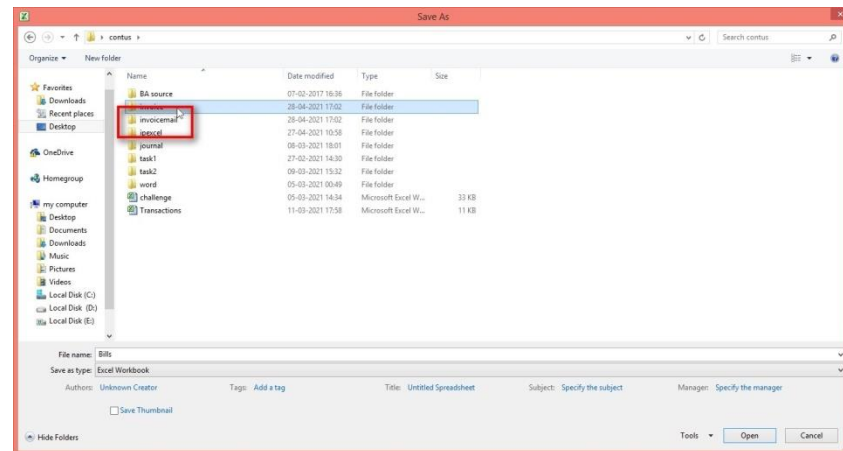 Save As
contus
Search contus
Organize New folder
Name Date modified Type Size
Favorites
Downloads
Recent places
Desktop
OneDrive
Homegroup
my computer
Desktop
Documents
Downloads
Music
Pictures
Videos
Local Disk (C:)
Local Disk (D:)
Local Disk (E:)
BA source 07-02-2017 16:36 File folder
28-04-2021 17:02 File folder
invoicemail 28-04-2021 17:02 File folder
ipexcel 27-04-2021 10:58 File folder
journal 08-03-2021 18:01 File folder
task1 27-02-2021 14:30 File folder
task2 09-03-2021 15:32 File folder
word 05-03-2021 00:49 File folder
challenge 05-03-2021 14:34 Microsoft Excel W... 33 KB
Transactions 11-03-2021 17:58 Microsoft Excel W... 11 KB
File name: Bills
Save as type: Excel Workbook
Authors: Unknown Creator Tags: Add a tag Title: Untitled Spreadsheet Subject: Specify the subject Manager: Specify the manager
Save Thumbnail
Hide Folders Tools Open Cancel